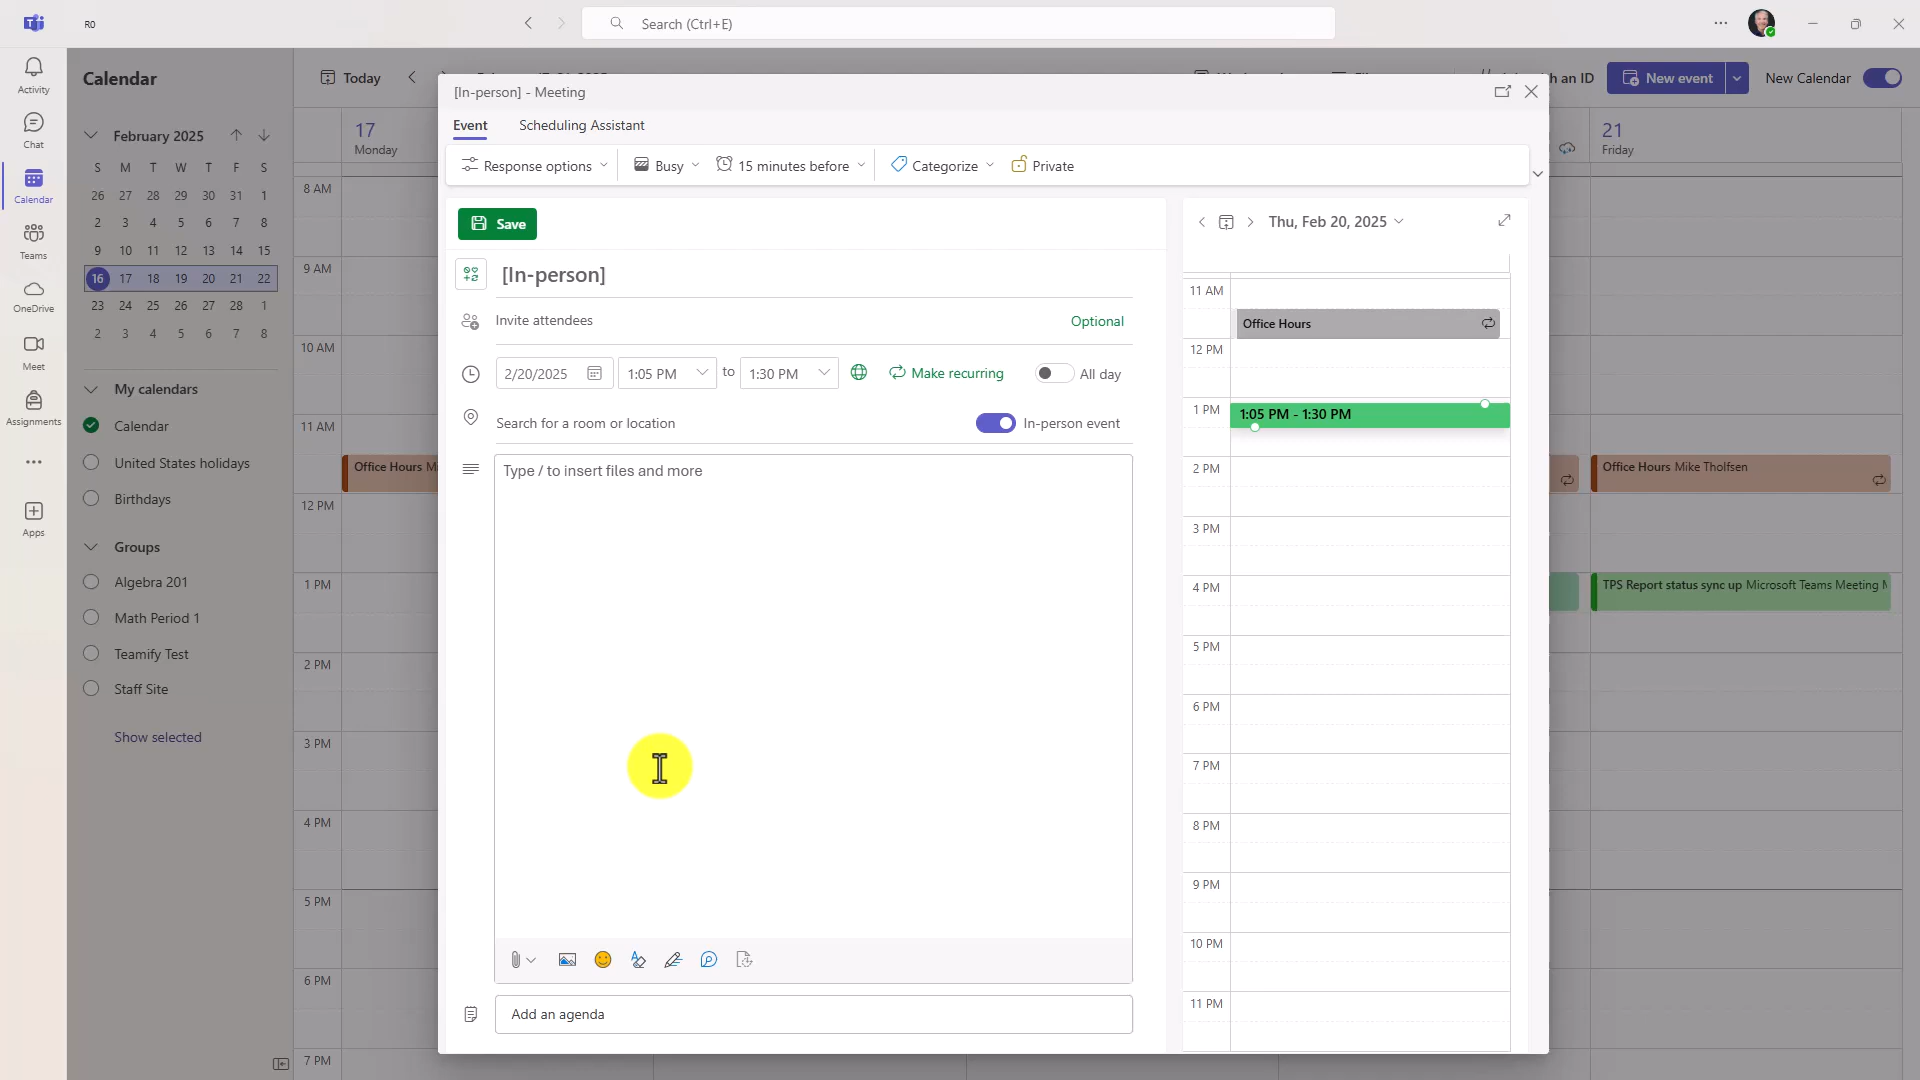 R0
Search (Ctrl+E)
Activity
Chat
Calendar
Teams
OneDrive
Meet
Assignments
Apps
Calendar
February 2025
S M T W T F S
26 27 28 29 30 31 1
2 3 4 5 6 7 8
9 10 11 12 13 14 15
16 17 18 19 20 21 22
23 24 25 26 27 28 1
2 3 4 5 6 7 8
My calendars
Calendar
United States holidays
Birthdays
Groups
Algebra 201
Math Period 1
Teamify Test
Staff Site
Show selected
Today
h an ID
New event
New Calendar
17
Monday
21
Friday
8 AM
9 AM
10 AM
11 AM
12 PM
1 PM
2 PM
3 PM
4 PM
5 PM
6 PM
7 PM
Office Hours
Office Hours Mike Tholfsen
TPS Report status sync up Microsoft Teams Meeting
[In-person] - Meeting
Event
Scheduling Assistant
Response options
Busy
15 minutes before
Categorize
Private
Save
[In-person]
Invite attendees
Optional
2/20/2025
1:05 PM
to
1:30 PM
Make recurring
All day
Search for a room or location
In-person event
Type / to insert files and more
Add an agenda
Thu, Feb 20, 2025
11 AM
Office Hours
12 PM
1 PM
1:05 PM - 1:30 PM
2 PM
3 PM
4 PM
5 PM
6 PM
7 PM
8 PM
9 PM
10 PM
11 PM